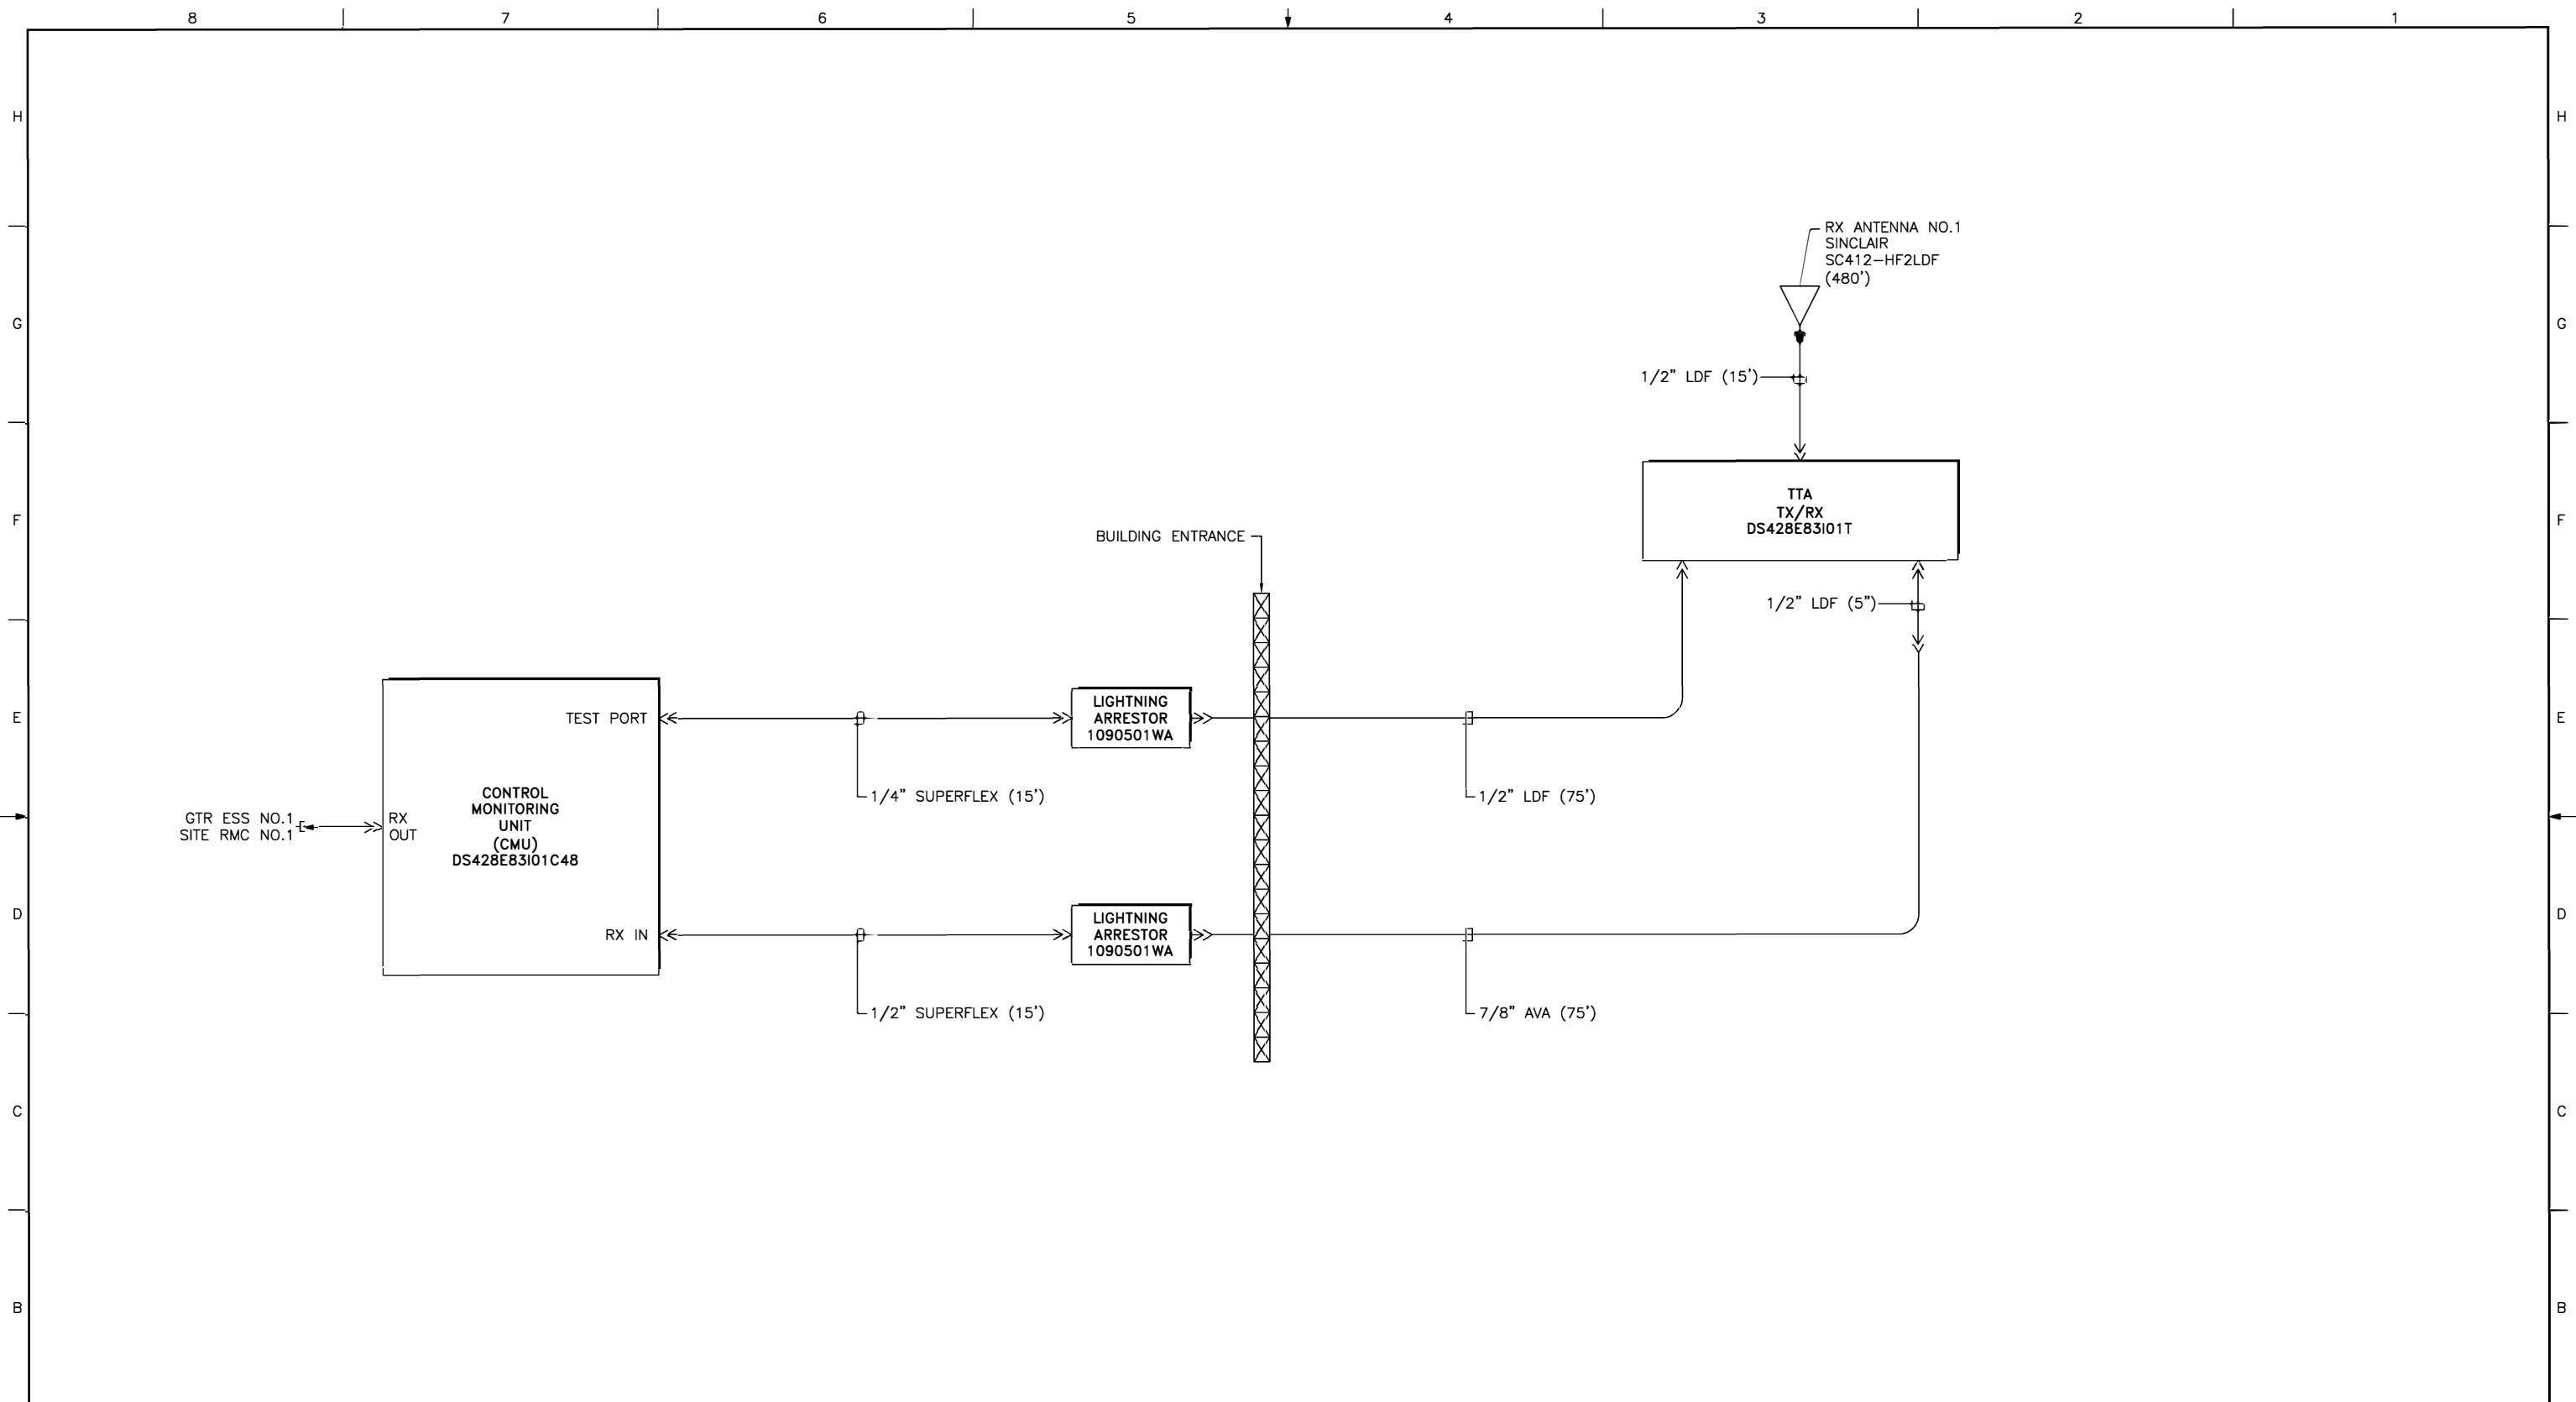 8 7 6 5 4 3 2 1
H H
RX ANTENNA NO.1
SINCLAIR
SC412-HF2LDF
(480')
G G
1/2" LDF (15')
TTA
TX/RX
DS428E83I01T
F F
BUILDING ENTRANCE
1/2" LDF (5")
TEST PORT
LIGHTNING
ARRESTOR
1090501WA
E E
1/4" SUPERFLEX (15')
1/2" LDF (75')
GTR ESS NO.1
SITE RMC NO.1
RX
OUT
CONTROL
MONITORING
UNIT
(CMU)
DS428E83I01C48
D D
RX IN
LIGHTNING
ARRESTOR
1090501WA
1/2" SUPERFLEX (15')
7/8" AVA (75')
C C
B B